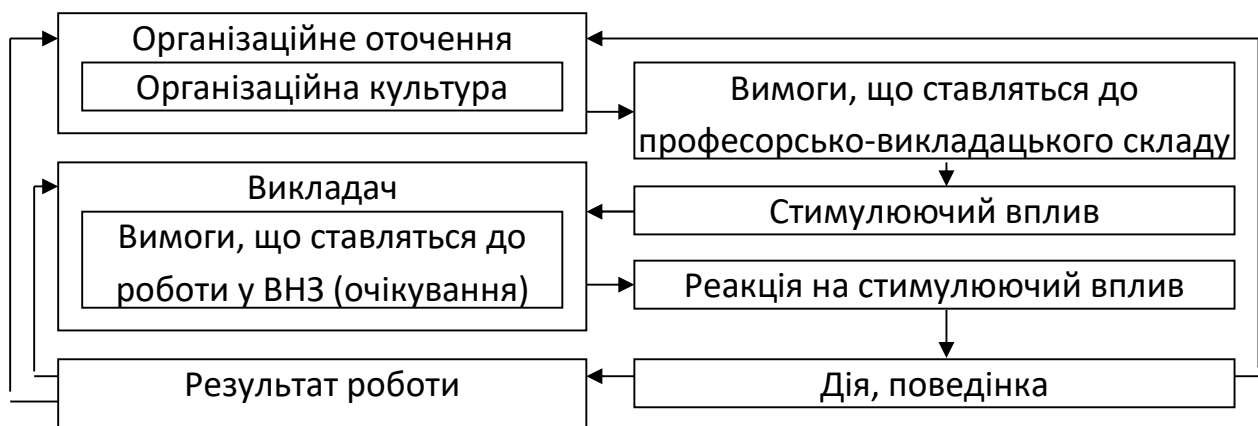 Організаційне оточення
Організаційна культура
Вимоги, що ставляться до
професорсько-викладацького складу
Викладач
Вимоги, що ставляться до
роботи у ВНЗ (очікування)
Стимулюючий вплив
Реакція на стимулюючий вплив
Результат роботи
Дія, поведінка